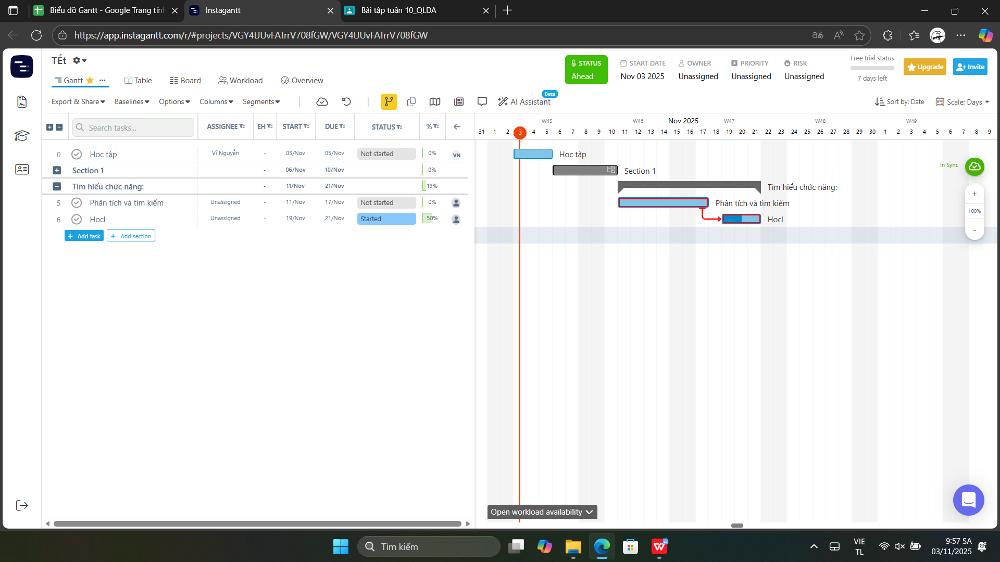 Biểu đồ Gantt - Google Trang tính
Instagantt
Bài tập tuần 10_QLDA
https://app.instagantt.com/r/#projects/VGY4tJUvFATrrV708fGW/VGY4tJUvFATrrV708fGW
TÉt
Gantt
Table
Board
Workload
Overview
STATUS
Ahead
START DATE
Nov 03 2025
OWNER
Unassigned
PRIORITY
Unassigned
RISK
Unassigned
Free trial status
7 days left
Upgrade
Invite
Export & Share
Baselines
Options
Columns
Segments
AI Assistant
Beta
Sort by: Date
Scale: Days
Search tasks...
ASSIGNEE EH START DUE STATUS %
W45 W46 Nov 2025 W47 W48 W49
31 1 2 3 4 5 6 7 8 9 10 11 12 13 14 15 16 17 18 19 20 21 22 23 24 25 26 27 28 29 30 1 2 3 4 5 6 7 8 9
0 Học tập Vĩ Nguyễn - 03/Nov 05/Nov Not started 0% VN
Section 1 - 06/Nov 10/Nov 0%
Tìm hiểu chức năng: - 11/Nov 21/Nov 19%
5 Phân tích và tìm kiếm Unassigned - 11/Nov 17/Nov Not started 0%
6 Hocl Unassigned - 19/Nov 21/Nov Started 50%
+ Add task + Add section
Học tập
Section 1
Tìm hiểu chức năng:
Phân tích và tìm kiếm
Hocl
In Sync
+
100%
-
Open workload availability
Tìm kiếm
VIE
TL
9:57 SA
03/11/2025